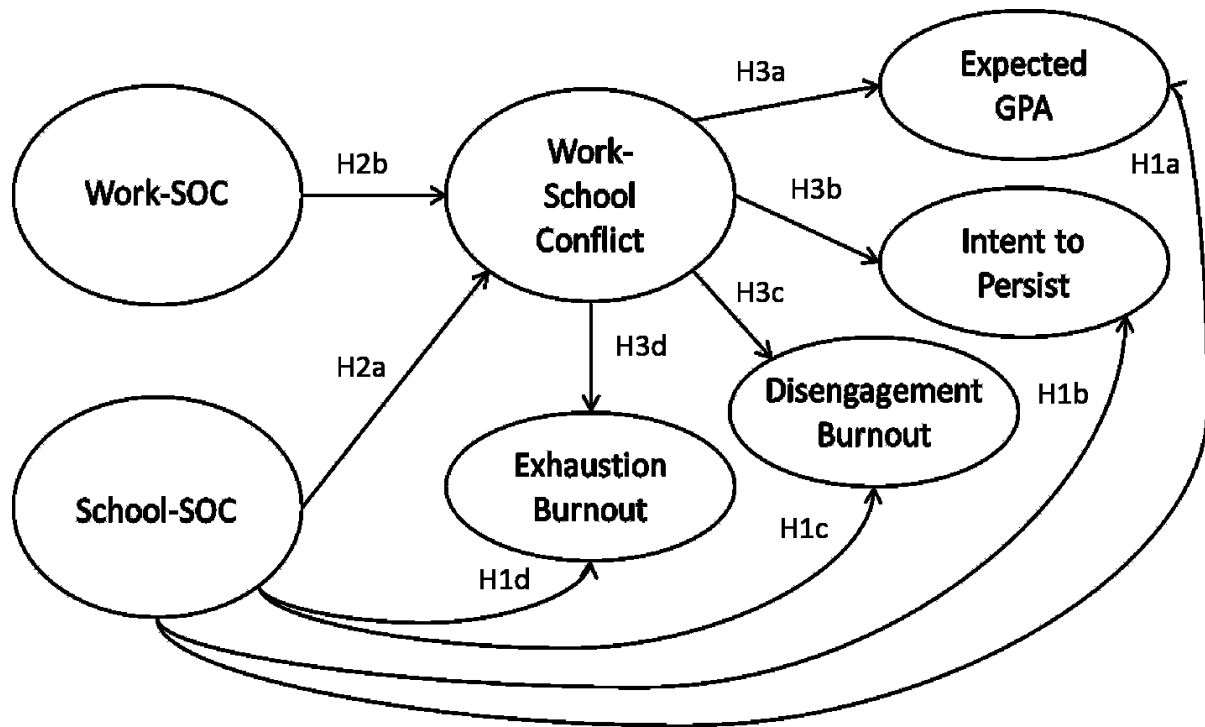 Expected
GPA
H3a
H1a
Work-
School
Conflict
H2b
Work-SOC
H3b
Intent to
Persist
H3c
H3d
H2a
Disengagement
Burnout
H1b
Exhaustion
Burnout
School-SOC
H1c
H1d